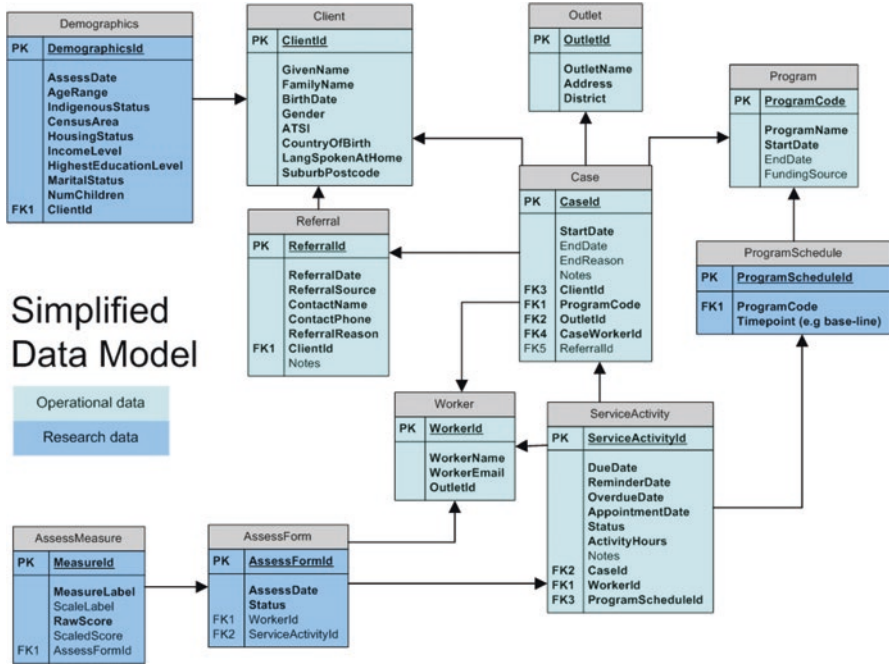 Demographics
PK DemographicsId
AssessDate
AgeRange
IndigenousStatus
CensusArea
HousingStatus
IncomeLevel
HighestEducationLevel
MaritalStatus
NumChildren
FK1 ClientId
Client
PK ClientId
GivenName
FamilyName
BirthDate
Gender
ATSI
CountryOfBirth
LangSpokenAtHome
SuburbPostcode
Outlet
PK OutletId
OutletName
Address
District
Program
PK ProgramCode
ProgramName
StartDate
EndDate
FundingSource
Case
PK CaseId
StartDate
EndDate
EndReason
Notes
FK3 ClientId
FK1 ProgramCode
FK2 OutletId
FK4 CaseWorkerId
FK5 ReferralId
Referral
PK ReferralId
ReferralDate
ReferralSource
ContactName
ContactPhone
ReferralReason
FK1 ClientId
Notes
ProgramSchedule
PK ProgramScheduleId
FK1 ProgramCode
Timepoint (e.g base-line)
Simplified
Data Model
Operational data
Research data
Worker
PK WorkerId
WorkerName
WorkerEmail
OutletId
ServiceActivity
PK ServiceActivityId
DueDate
ReminderDate
OverdueDate
AppointmentDate
Status
ActivityHours
Notes
FK2 CaseId
FK1 WorkerId
FK3 ProgramScheduleId
AssessMeasure
PK MeasureId
MeasureLabel
ScaleLabel
RawScore
ScaledScore
FK1 AssessFormId
AssessForm
PK AssessFormId
AssessDate
Status
FK1 WorkerId
FK2 ServiceActivityId